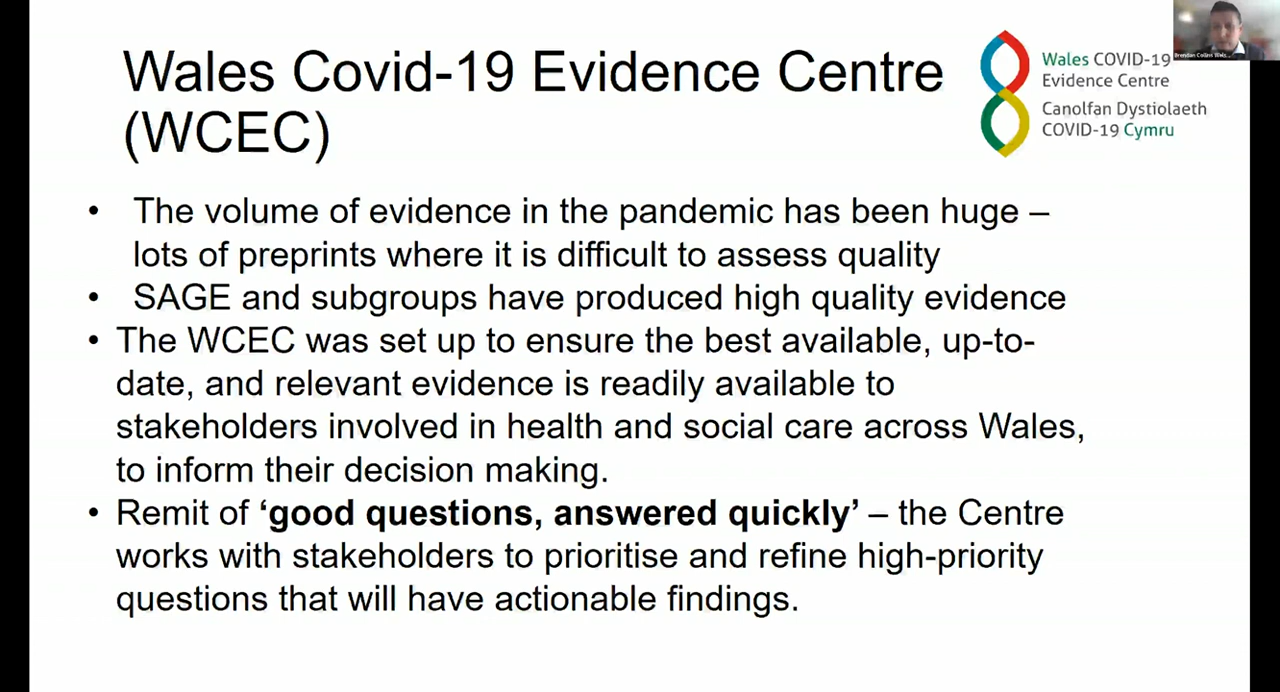 Wales Covid-19 Evidence Centre
(WCEC)
Wales COVID-19
Evidence Centre
Canolfan Dystiolaeth
COVID-19 Cymru
Brendan Collins Wels...
• The volume of evidence in the pandemic has been huge –
lots of preprints where it is difficult to assess quality
• SAGE and subgroups have produced high quality evidence
• The WCEC was set up to ensure the best available, up-to-
date, and relevant evidence is readily available to
stakeholders involved in health and social care across Wales,
to inform their decision making.
• Remit of ‘good questions, answered quickly’ – the Centre
works with stakeholders to prioritise and refine high-priority
questions that will have actionable findings.